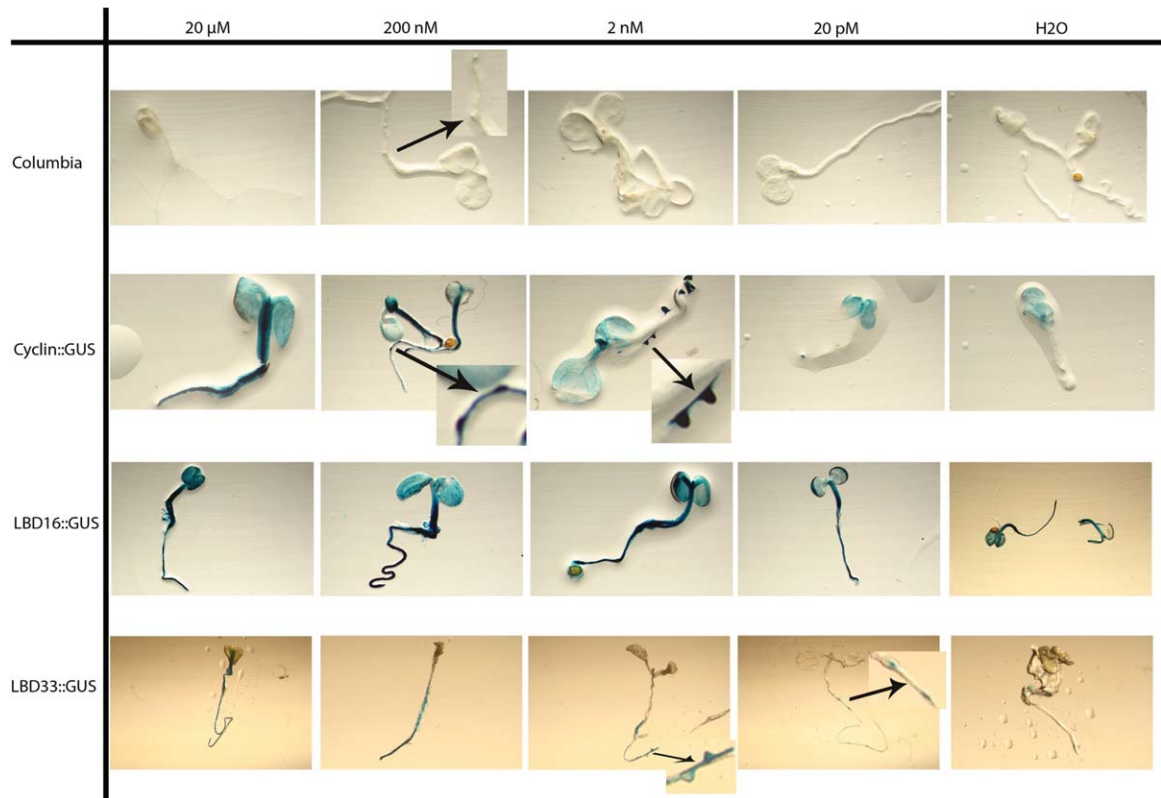 20 µM 200 nM 2 nM 20 pM H2O
Columbia
Cyclin::GUS
LBD16::GUS
LBD33::GUS